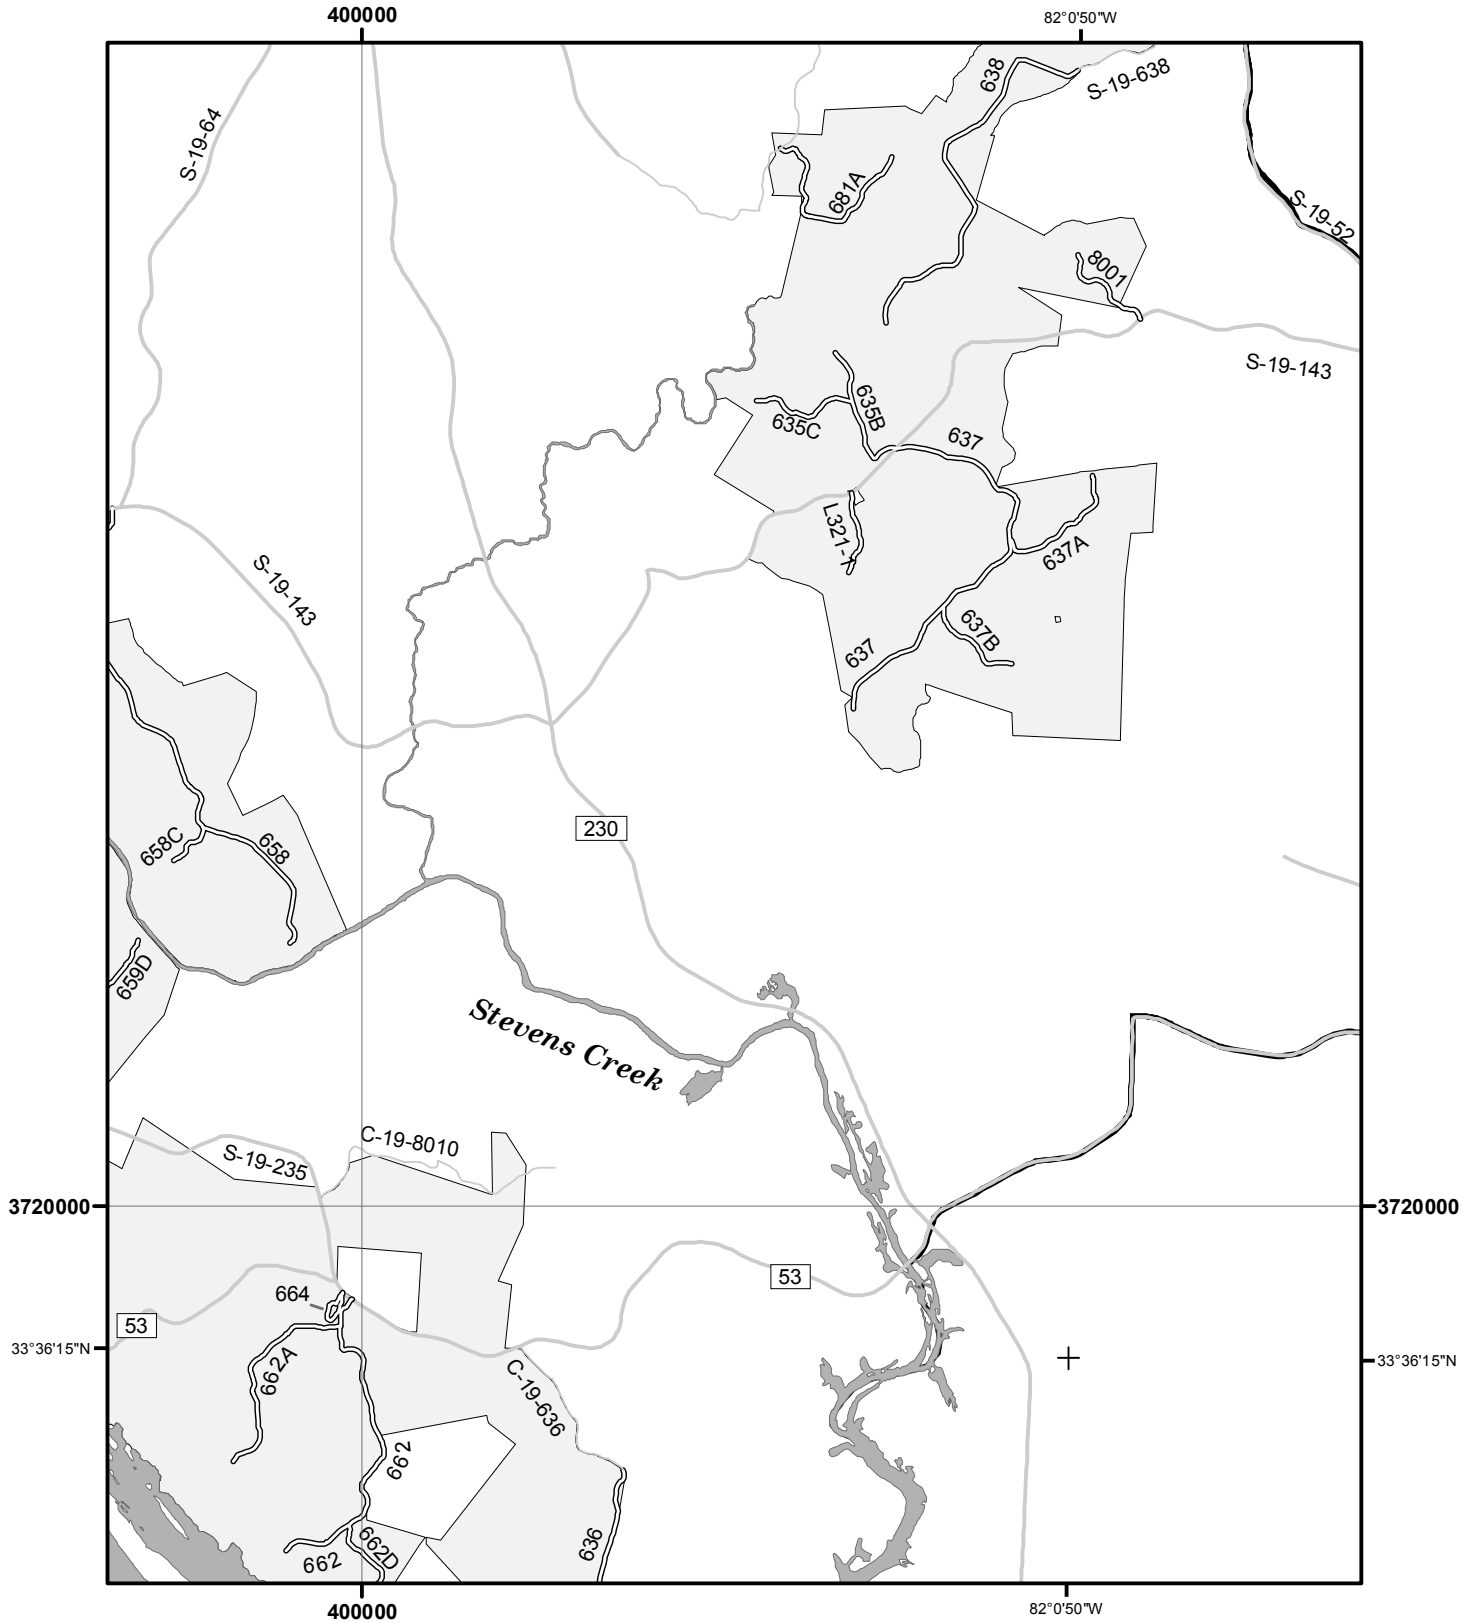 400000
82°0'50"W
638
S-19-638
S-19-64
681A
S-19-52
8001
S-19-143
635B
635C
637
L321-1
637A
S-19-143
637B
637
230
658C
658
659D
Stevens Creek
C-19-8010
S-19-235
3720000
3720000
53
664
53
33°36'15"N
33°36'15"N
662A
C-19-636
662
636
662D
662
400000
82°0'50"W